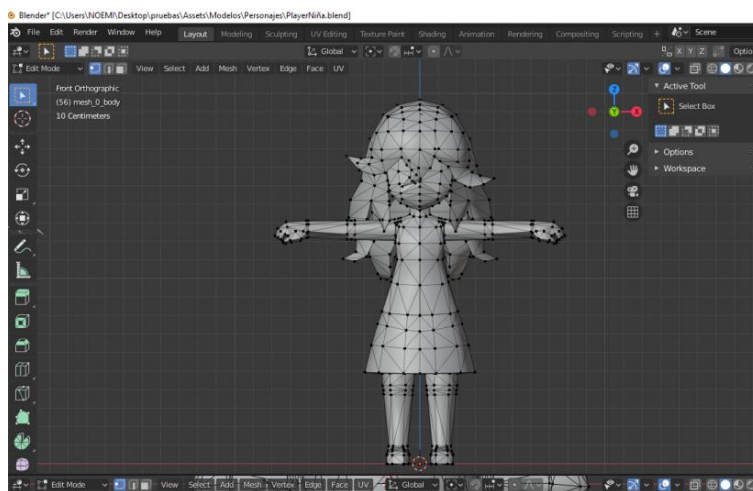 Blender* [C:\Users\NOEMI\Desktop\pruebas\Assets\Modelos\Personajes\PlayerNiña.blend]
File Edit Render Window Help Layout Modeling Sculpting UV Editing Texture Paint Shading Animation Rendering Compositing Scripting + Scene
Global X Y Z Optio
Edit Mode View Select Add Mesh Vertex Edge Face UV
Front Orthographic
(56) mesh_0_body
10 Centimeters
Z
Y
X
Active Tool
Select Box
Options
Workspace
Edit Mode View Select Add Mesh Vertex Edge Face UV Global